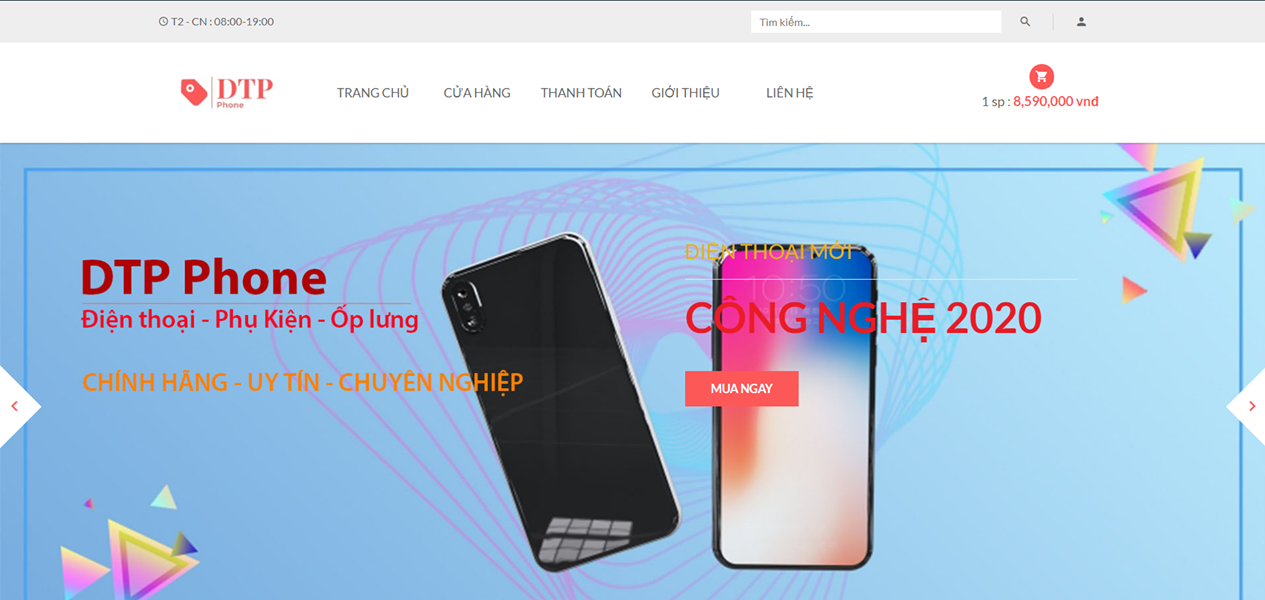 T2 - CN : 08:00-19:00
Tìm kiếm...
DTP
Phone
TRANG CHỦ
CỬA HÀNG
THANH TOÁN
GIỚI THIỆU
LIÊN HỆ
1 sp : 8,590,000 vnđ
DTP Phone
Điện thoại - Phụ Kiện - Ốp lưng
CHÍNH HÃNG - UY TÍN - CHUYÊN NGHIỆP
ĐIỆN THOẠI MỚI
10:50
CÔNG NGHỆ 2020
MUA NGAY